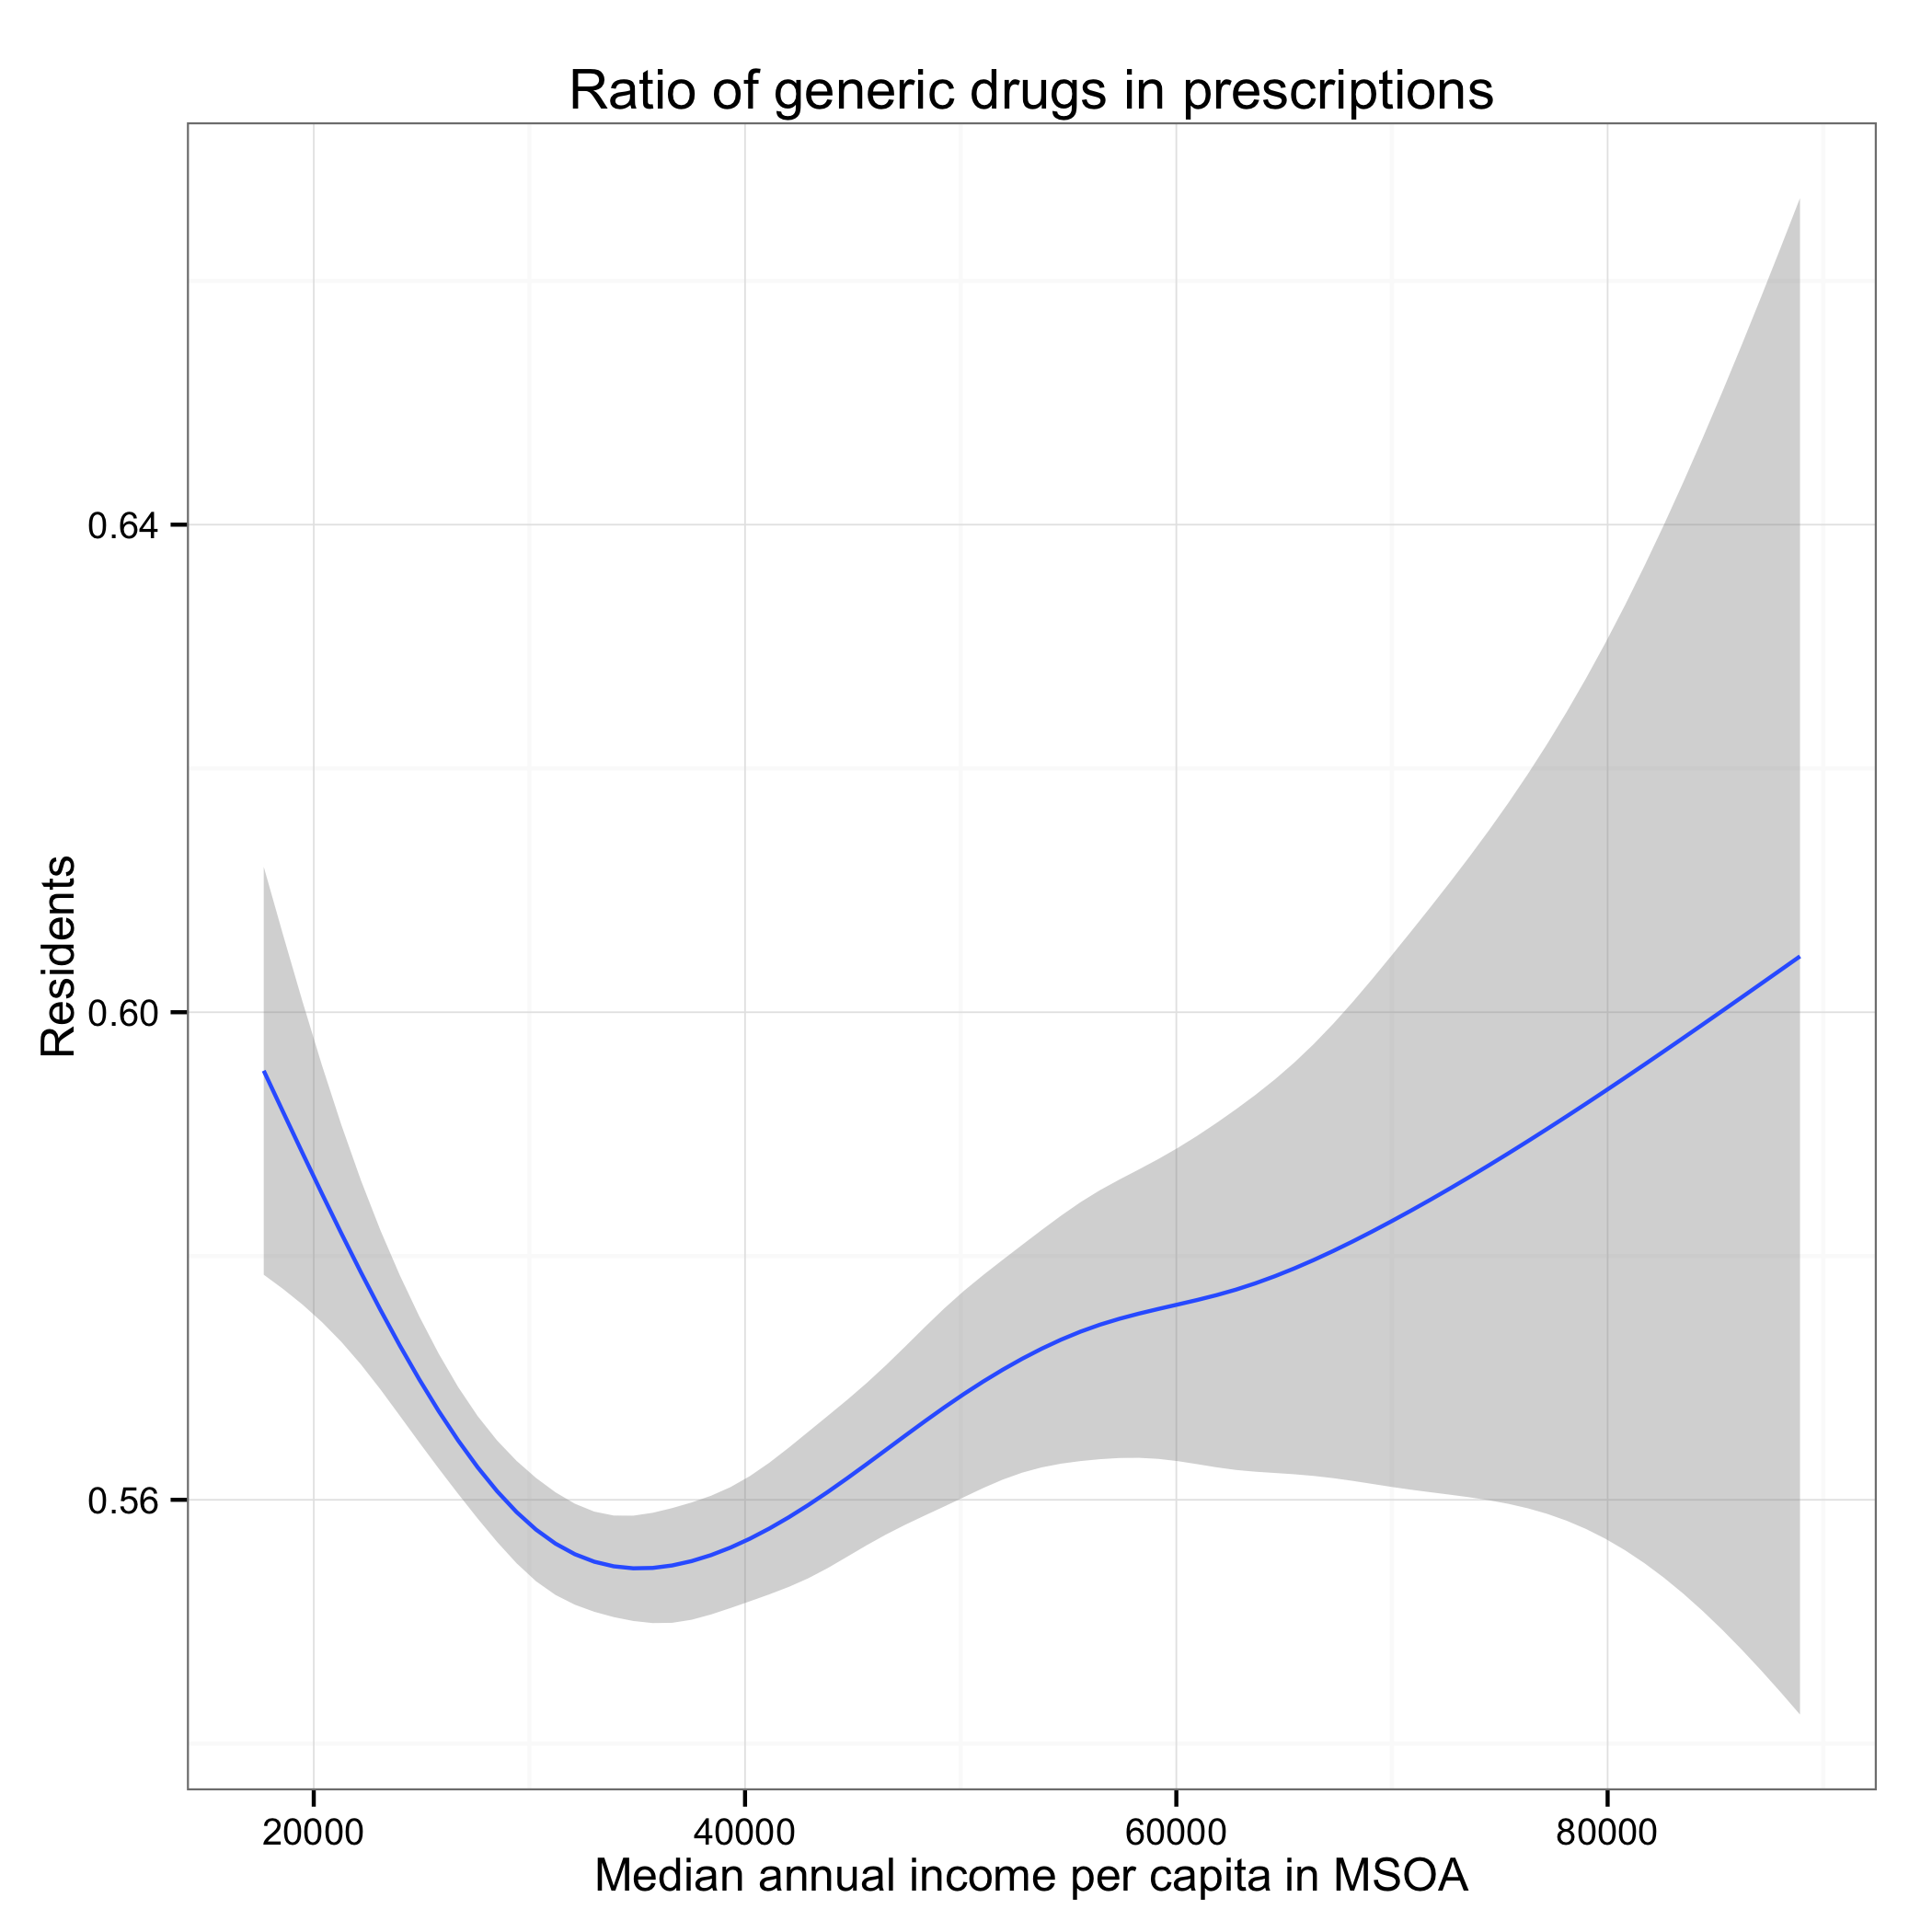 Ratio of generic drugs in prescriptions
Residents
0.64
0.60
0.56
20000 40000 60000 80000
Median annual income per capita in MSOA